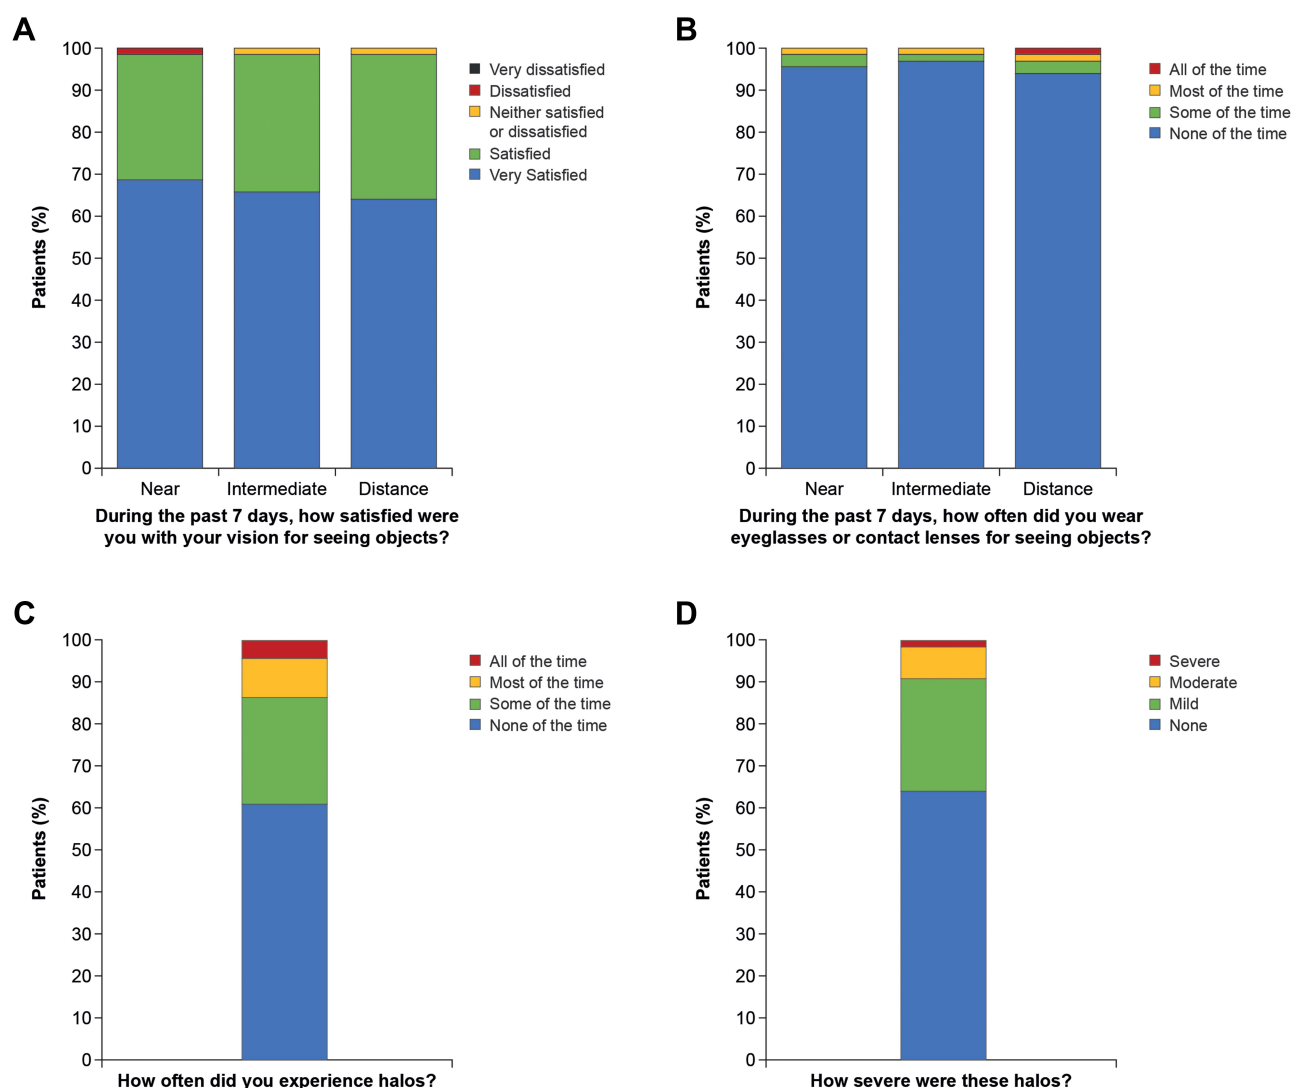 A
100
90
80
70
60
50
40
30
20
10
0
Patients (%)
Near Intermediate Distance
During the past 7 days, how satisfied were
you with your vision for seeing objects?
Very dissatisfied
Dissatisfied
Neither satisfied
or dissatisfied
Satisfied
Very Satisfied
B
100
90
80
70
60
50
40
30
20
10
0
Patients (%)
Near Intermediate Distance
During the past 7 days, how often did you wear
eyeglasses or contact lenses for seeing objects?
All of the time
Most of the time
Some of the time
None of the time
C
100
90
80
70
60
50
40
30
20
10
0
Patients (%)
How often did you experience halos?
All of the time
Most of the time
Some of the time
None of the time
D
100
90
80
70
60
50
40
30
20
10
0
Patients (%)
How severe were these halos?
Severe
Moderate
Mild
None